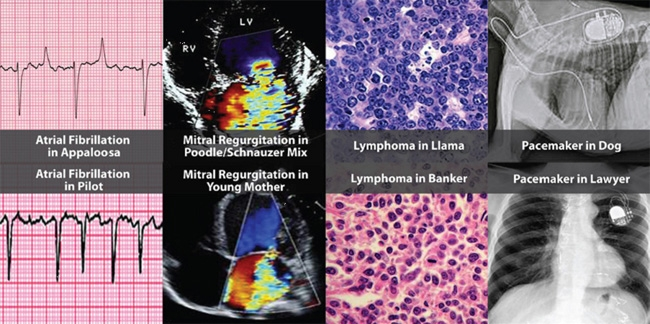 LV
RV
Atrial Fibrillation
in Appaloosa
Mitral Regurgitation in
Poodle/Schnauzer Mix
Lymphoma in Llama
Pacemaker in Dog
Atrial Fibrillation
in Pilot
Mitral Regurgitation in
Young Mother
Lymphoma in Banker
Pacemaker in Lawyer